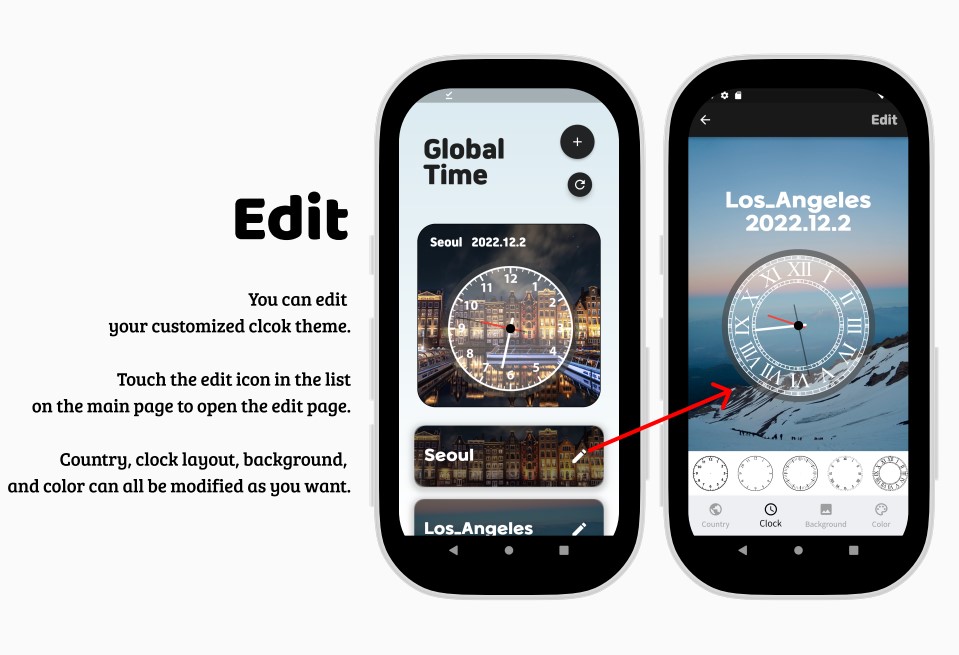 Edit
You can edit
your customized clcok theme.
Touch the edit icon in the list
on the main page to open the edit page.
Country, clock layout, background,
and color can all be modified as you want.
Global
Time
Seoul 2022.12.2
12
11
1
10
2
9
3
8
4
7
5
6
Seoul
Los_Angeles
Edit
Los_Angeles
2022.12.2
XII
XI
I
X
II
IX
III
VIII
IV
VII
V
VI
Country
Clock
Background
Color